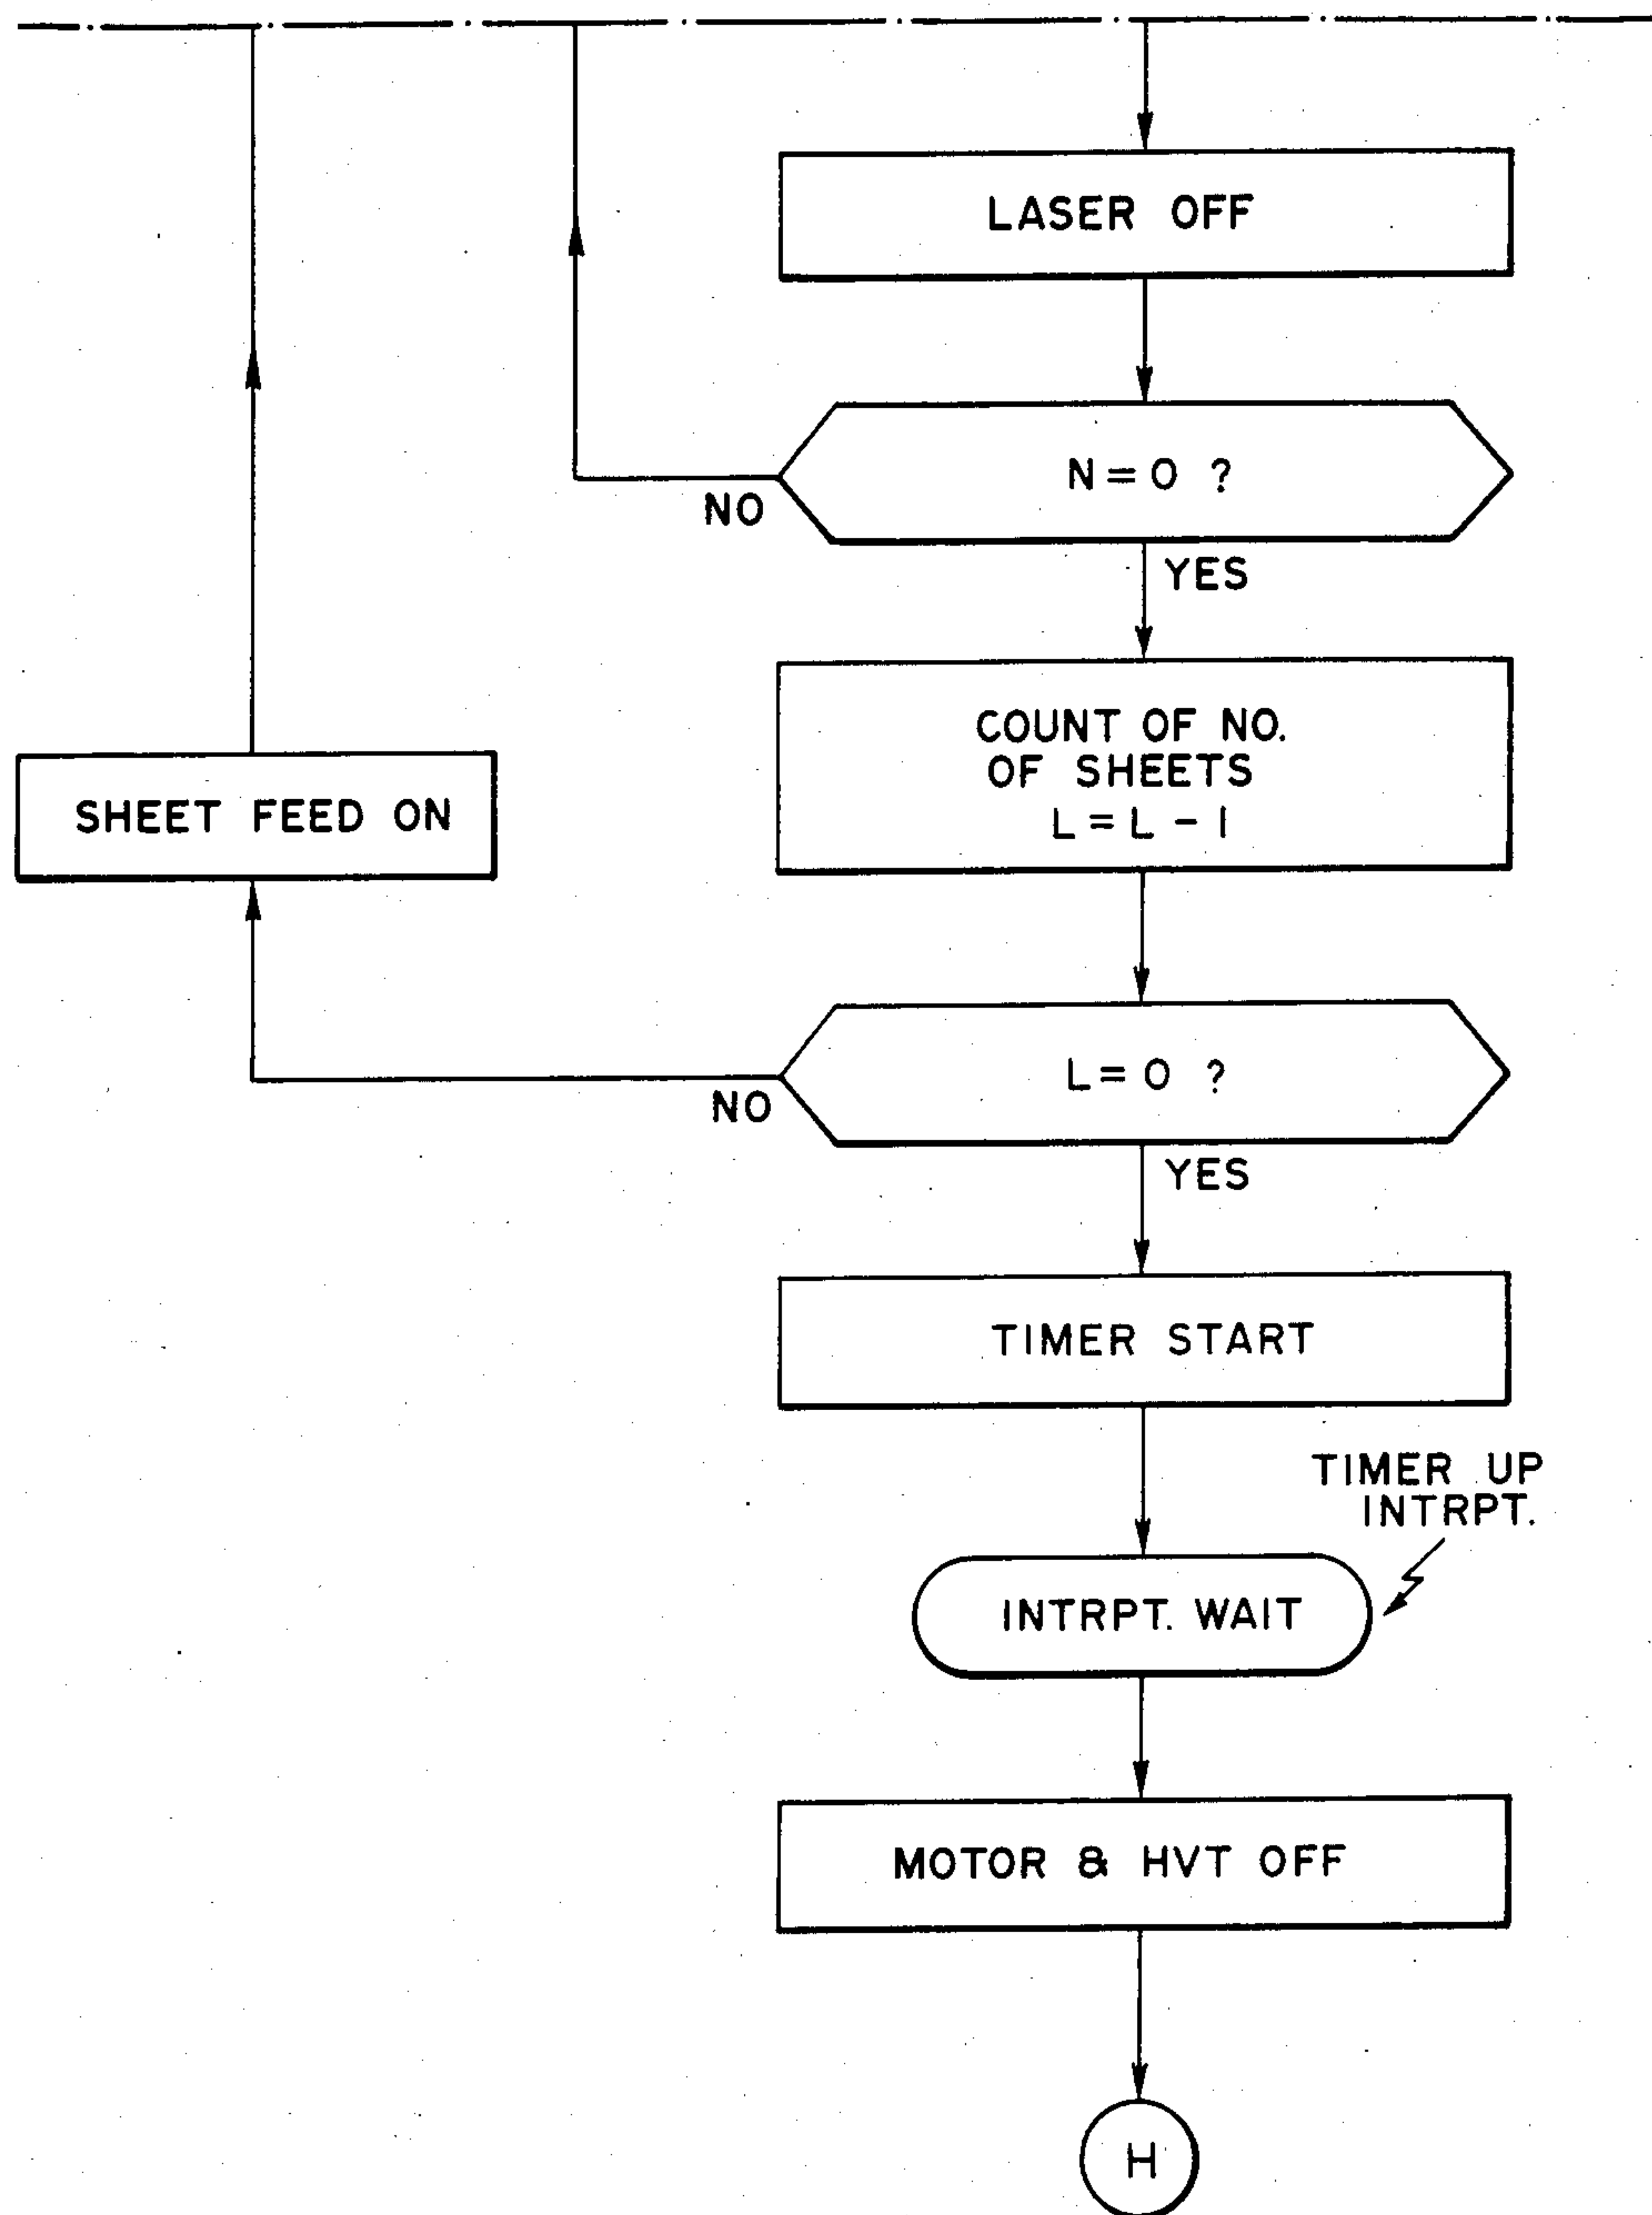 LASER OFF
N = 0 ?
NO
YES
COUNT OF NO.
OF SHEETS
L = L - 1
SHEET FEED ON
L = 0 ?
NO
YES
TIMER START
TIMER UP
INTRPT.
INTRPT. WAIT
MOTOR & HVT OFF
H